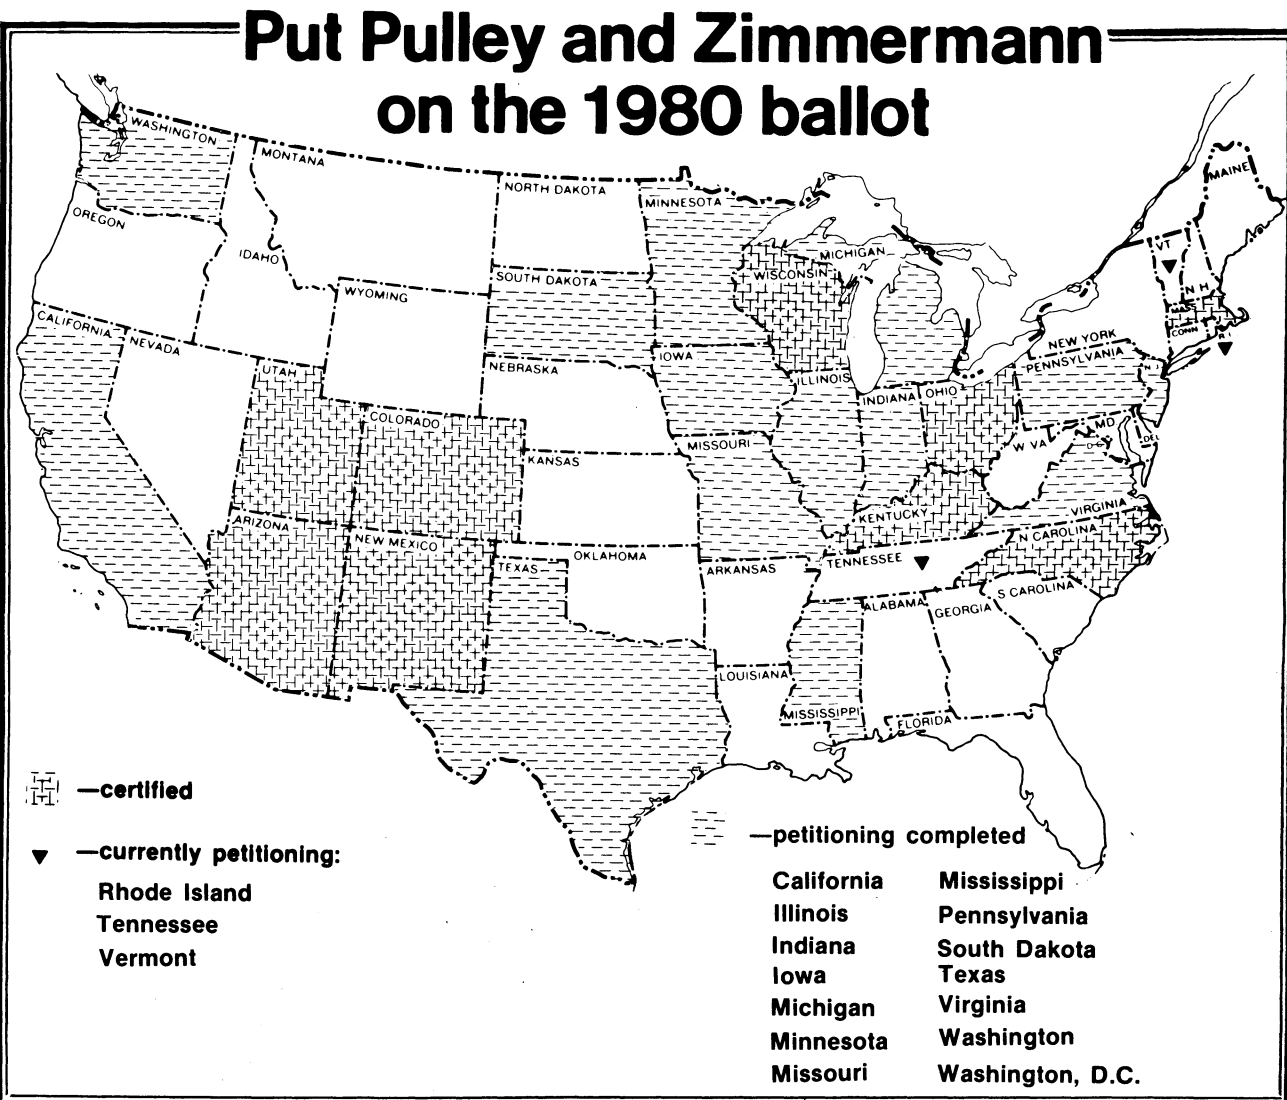 Put Pulley and Zimmermann
on the 1980 ballot
WASHINGTON
MONTANA
NORTH DAKOTA
MINNESOTA
MAINE
OREGON
IDAHO
MICHIGAN
VT
WISCONSIN
SOUTH DAKOTA
WYOMING
N H
MASS
CALIFORNIA
NEVADA
CONN
R I
NEW YORK
IOWA
PENNSYLVANIA
UTAH
NEBRASKA
ILLINOIS
INDIANA
OHIO
N J
COLORADO
MISSOURI
W VA
MD
DEL
D C
KANSAS
KENTUCKY
VIRGINIA
ARIZONA
NEW MEXICO
N CAROLINA
OKLAHOMA
TEXAS
ARKANSAS
TENNESSEE
S CAROLINA
ALABAMA
GEORGIA
LOUISIANA
MISSISSIPPI
FLORIDA
—certified
—currently petitioning:
Rhode Island
Tennessee
Vermont
—petitioning completed
California
Illinois
Indiana
Iowa
Michigan
Minnesota
Missouri
Mississippi
Pennsylvania
South Dakota
Texas
Virginia
Washington
Washington, D.C.